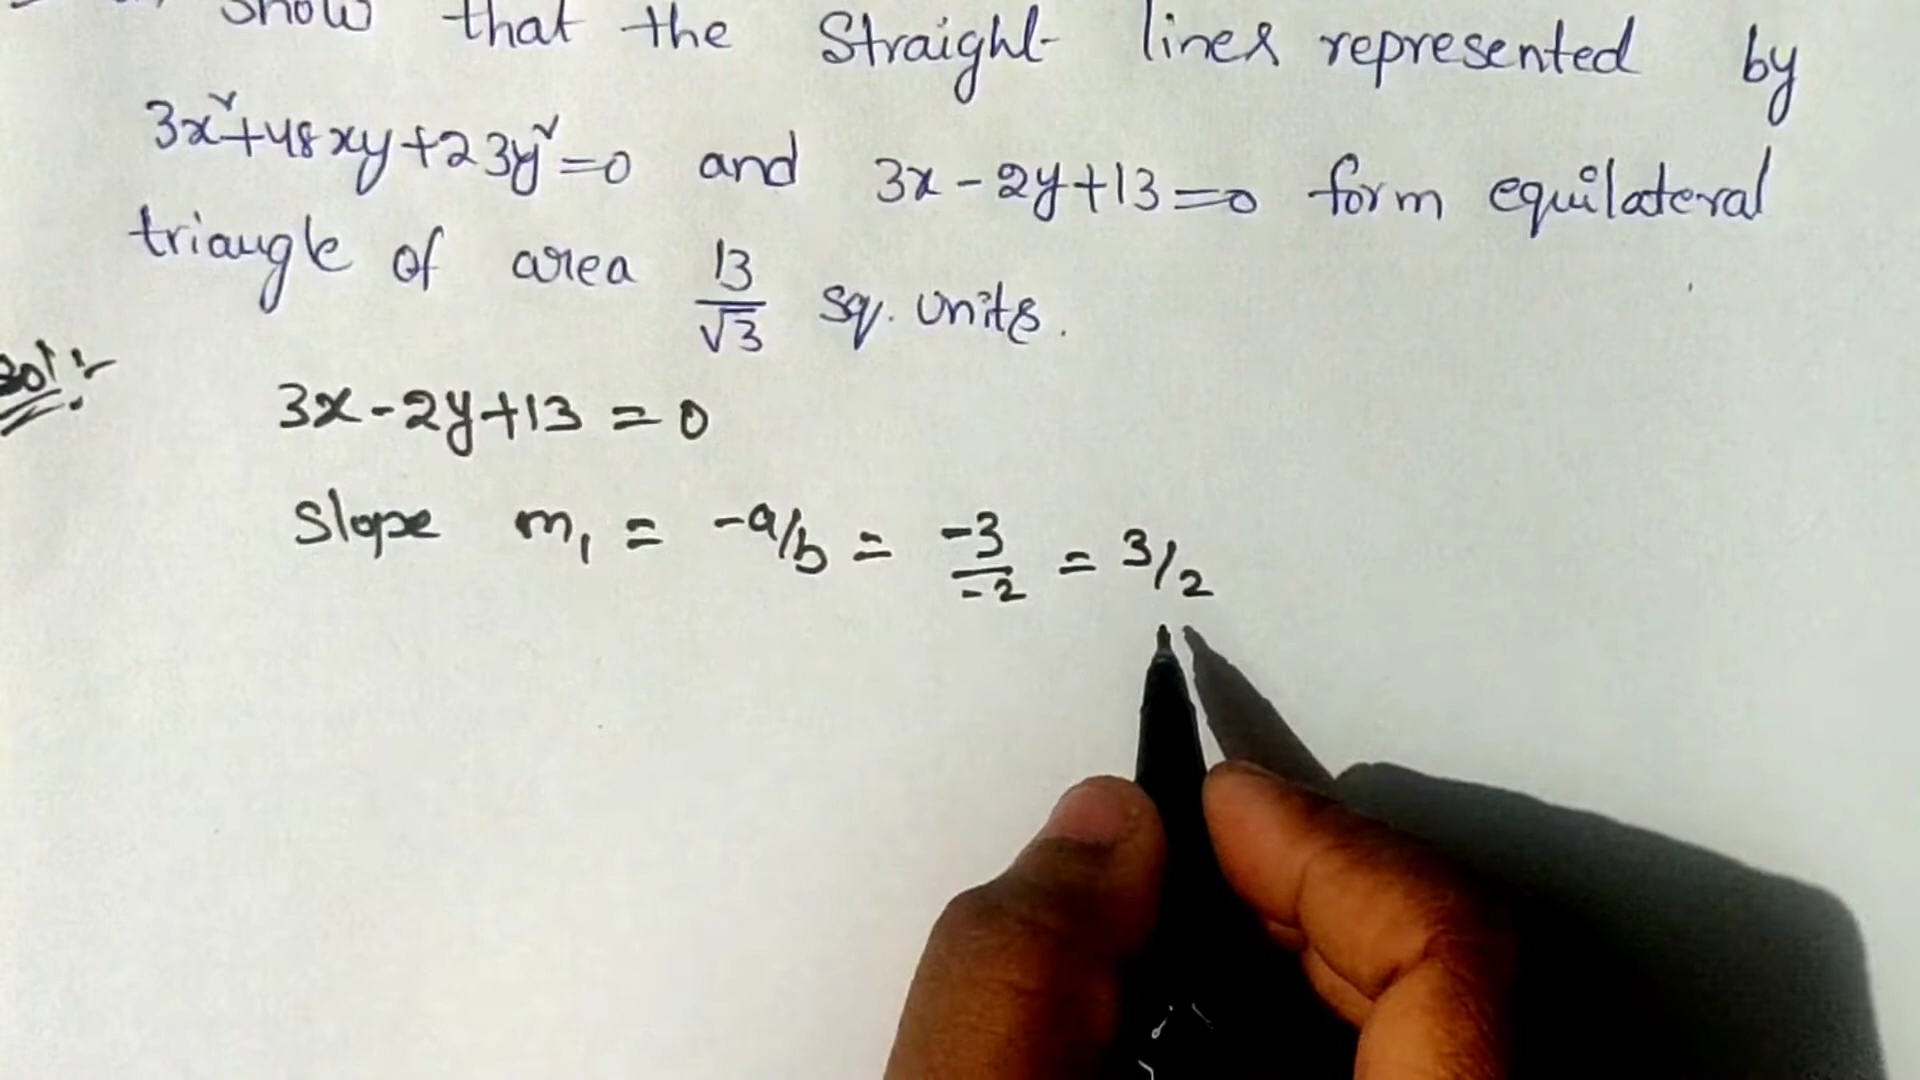 Show that the Straight lines represented by
3x²+48xy+23y²=0 and 3x-2y+13=0 form equilateral
triangle of area 13/√3 sq. units.
Sol:-
3x-2y+13=0
Slope m₁ = -a/b = -3/-2 = 3/2